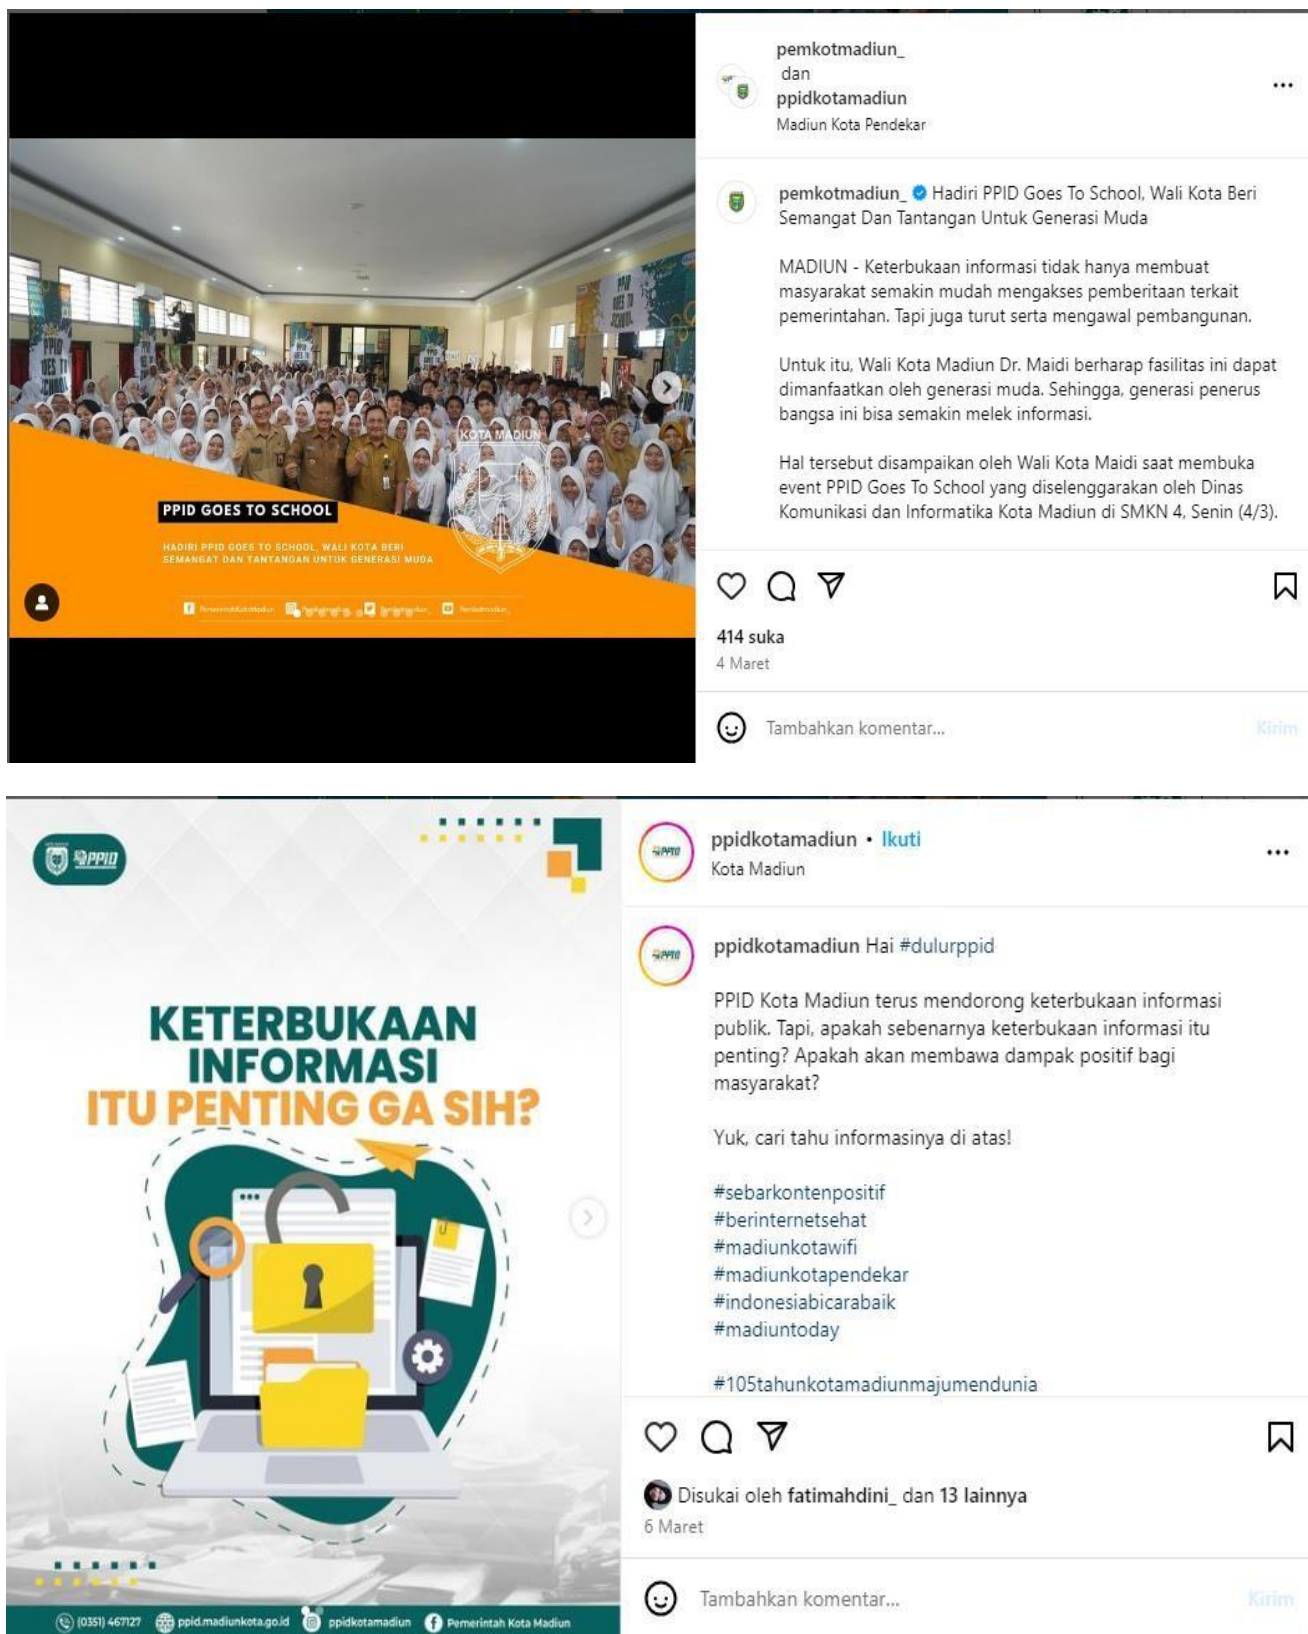 pemkotmadiun_
dan
ppidkotamadiun
Madiun Kota Pendekar
pemkotmadiun_ Hadiri PPID Goes To School, Wali Kota Beri
Semangat Dan Tantangan Untuk Generasi Muda
MADIUN - Keterbukaan informasi tidak hanya membuat
masyarakat semakin mudah mengakses pemberitaan terkait
pemerintahan. Tapi juga turut serta mengawal pembangunan.
Untuk itu, Wali Kota Madiun Dr. Maidi berharap fasilitas ini dapat
dimanfaatkan oleh generasi muda. Sehingga, generasi penerus
bangsa ini bisa semakin melek informasi.
Hal tersebut disampaikan oleh Wali Kota Maidi saat membuka
event PPID Goes To School yang diselenggarakan oleh Dinas
Komunikasi dan Informatika Kota Madiun di SMKN 4, Senin (4/3).
414 suka
4 Maret
Tambahkan komentar...
Kirim
PPID
GOES TO
SCHOOL
KOTA MADIUN
PPID GOES TO SCHOOL
HADIRI PPID GOES TO SCHOOL, WALI KOTA BERI
SEMANGAT DAN TANTANGAN UNTUK GENERASI MUDA
PemerintahKotaMadiun
PPID
KETERBUKAAN
INFORMASI
ITU PENTING GA SIH?
(0351) 467127 ppid.madiunkota.go.id ppidkotamadiun Pemerintah Kota Madiun
ppidkotamadiun • Ikuti
Kota Madiun
ppidkotamadiun Hai #dulurppid
PPID Kota Madiun terus mendorong keterbukaan informasi
publik. Tapi, apakah sebenarnya keterbukaan informasi itu
penting? Apakah akan membawa dampak positif bagi
masyarakat?
Yuk, cari tahu informasinya di atas!
#sebarkontenpositif
#berinternetsehat
#madiunkotawifi
#madiunkotapendekar
#indonesiabicarabaik
#madiuntoday
#105tahunkotamadiunmajumendunia
Disukai oleh fatimahdini_ dan 13 lainnya
6 Maret
Tambahkan komentar...
Kirim